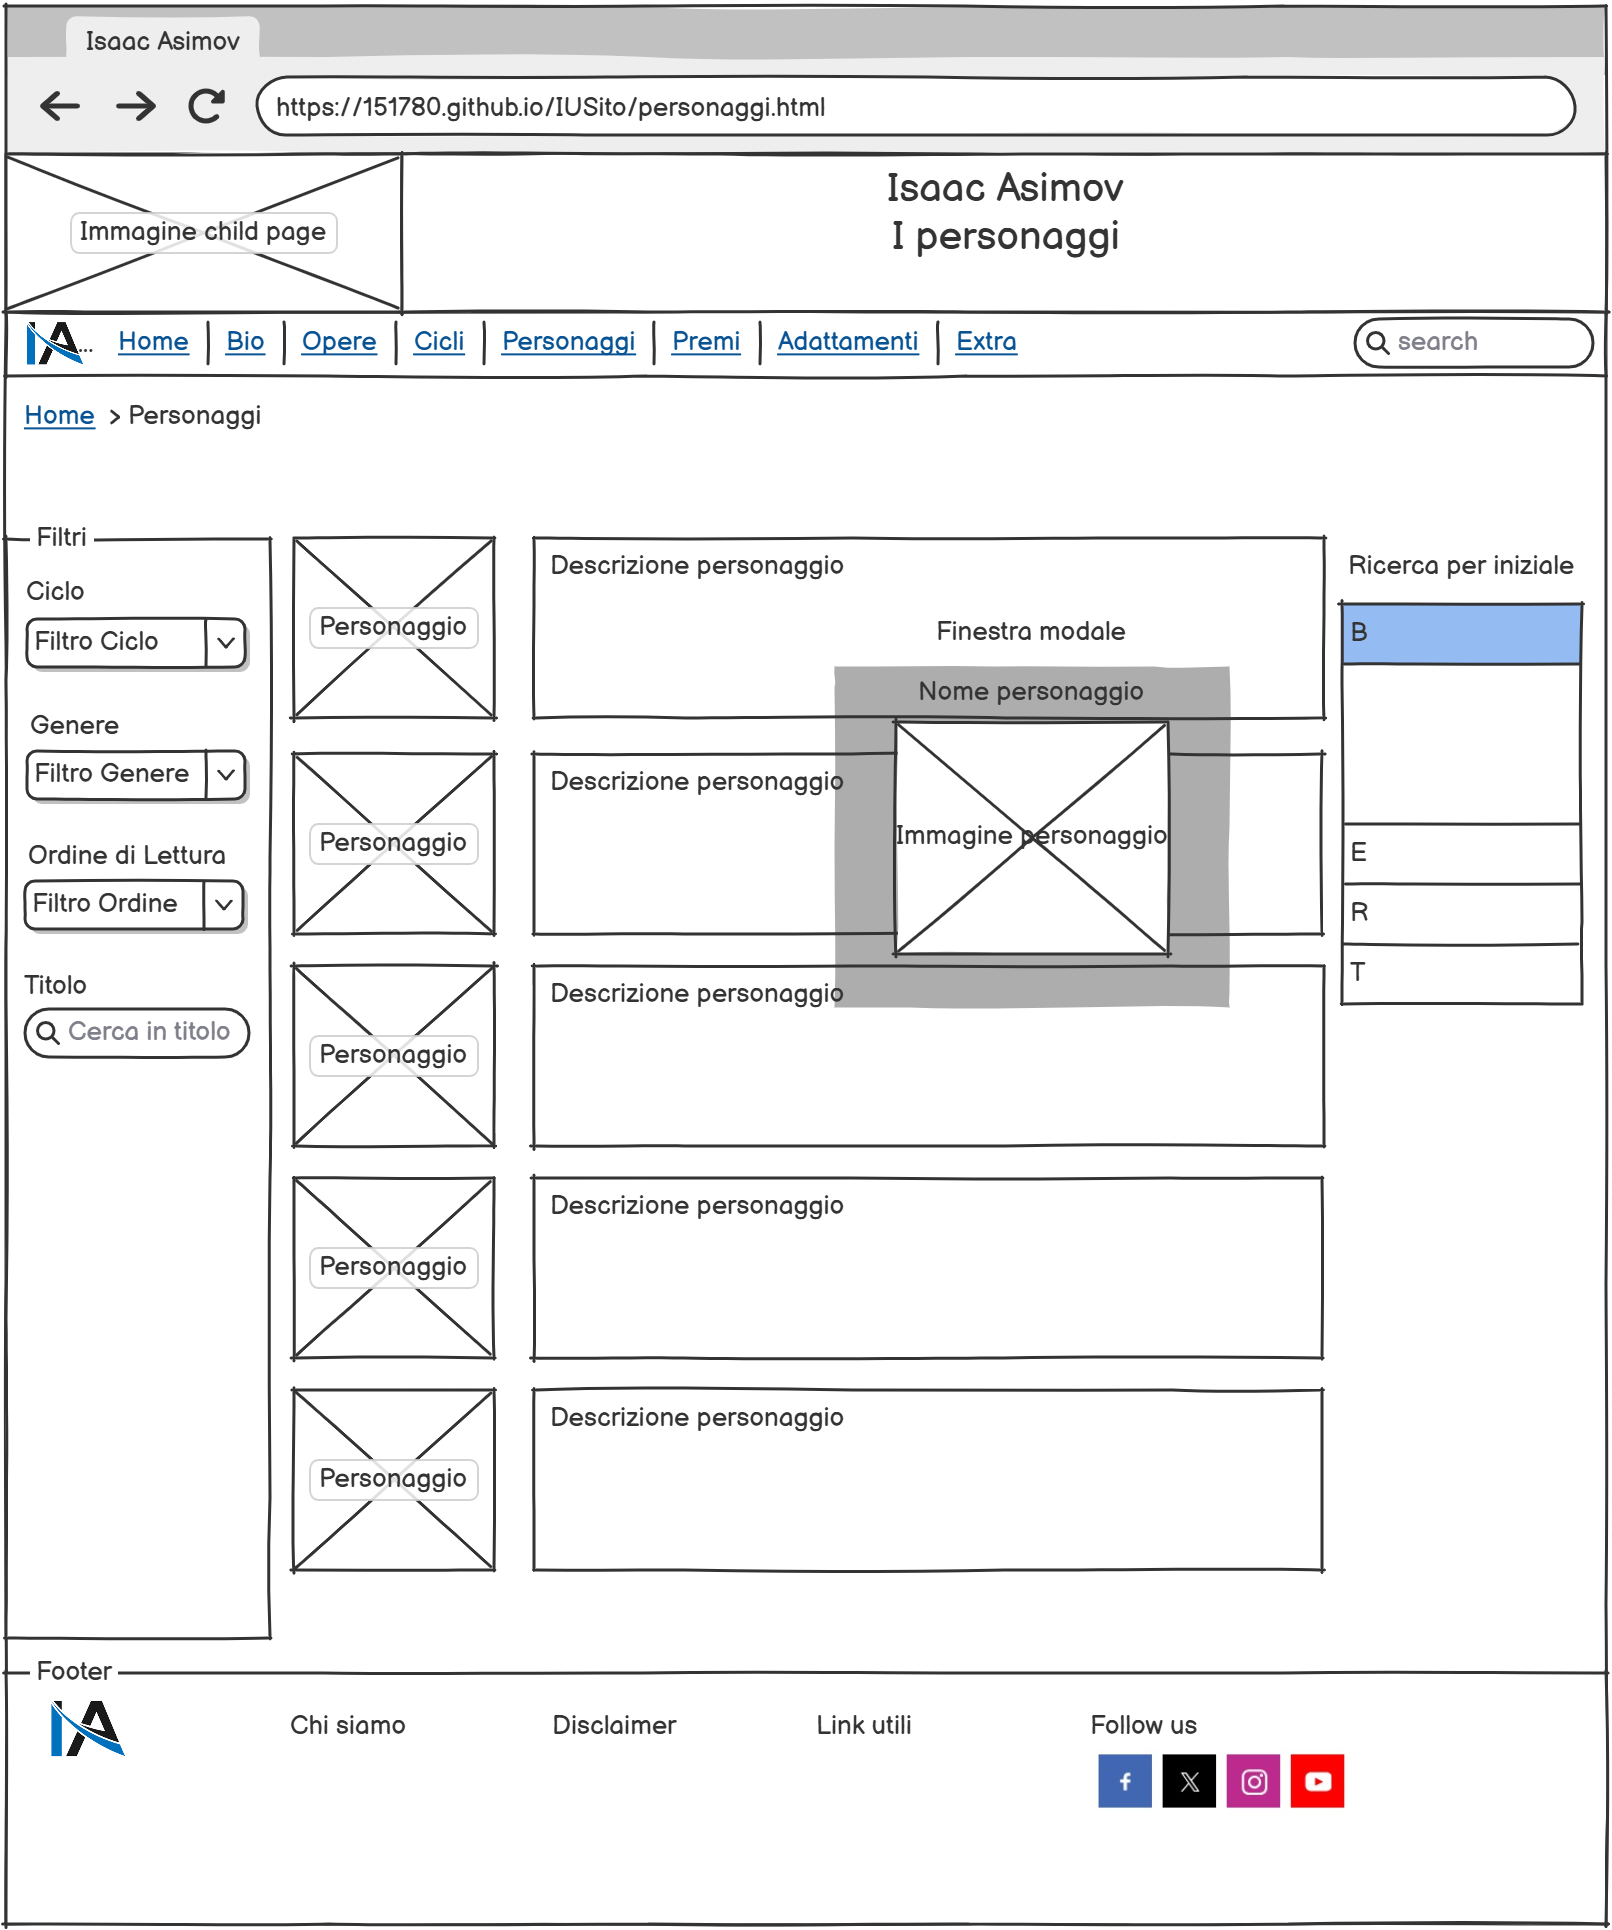 Isaac Asimov
https://151780.github.io/IUSito/personaggi.html
Immagine child page
Isaac Asimov
I personaggi
IA... Home Bio Opere Cicli Personaggi Premi Adattamenti Extra search
Home > Personaggi
Filtri
Ciclo
Filtro Ciclo
Genere
Filtro Genere
Ordine di Lettura
Filtro Ordine
Titolo
Cerca in titolo
Personaggio
Descrizione personaggio
Personaggio
Descrizione personaggio
Personaggio
Descrizione personaggio
Personaggio
Descrizione personaggio
Personaggio
Descrizione personaggio
Finestra modale
Nome personaggio
Immagine personaggio
Ricerca per iniziale
B
E
R
T
Footer
IA
Chi siamo
Disclaimer
Link utili
Follow us